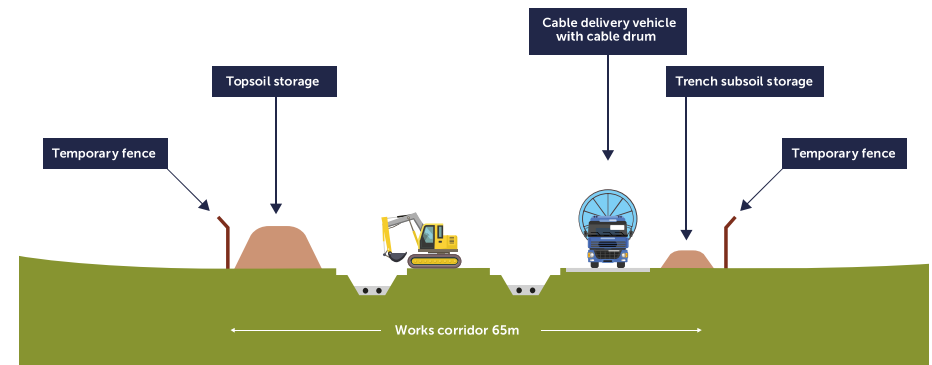 Cable delivery vehicle
with cable drum
Topsoil storage
Trench subsoil storage
Temporary fence
Temporary fence
Works corridor 65m